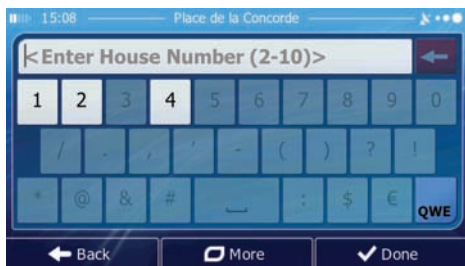 15:08 Place de la Concorde
<Enter House Number (2-10)>
1 2 3 4 5 6 7 8 9 0
/ . , ' - ( ) ? !
* @ & # : $ € QWE
Back More Done